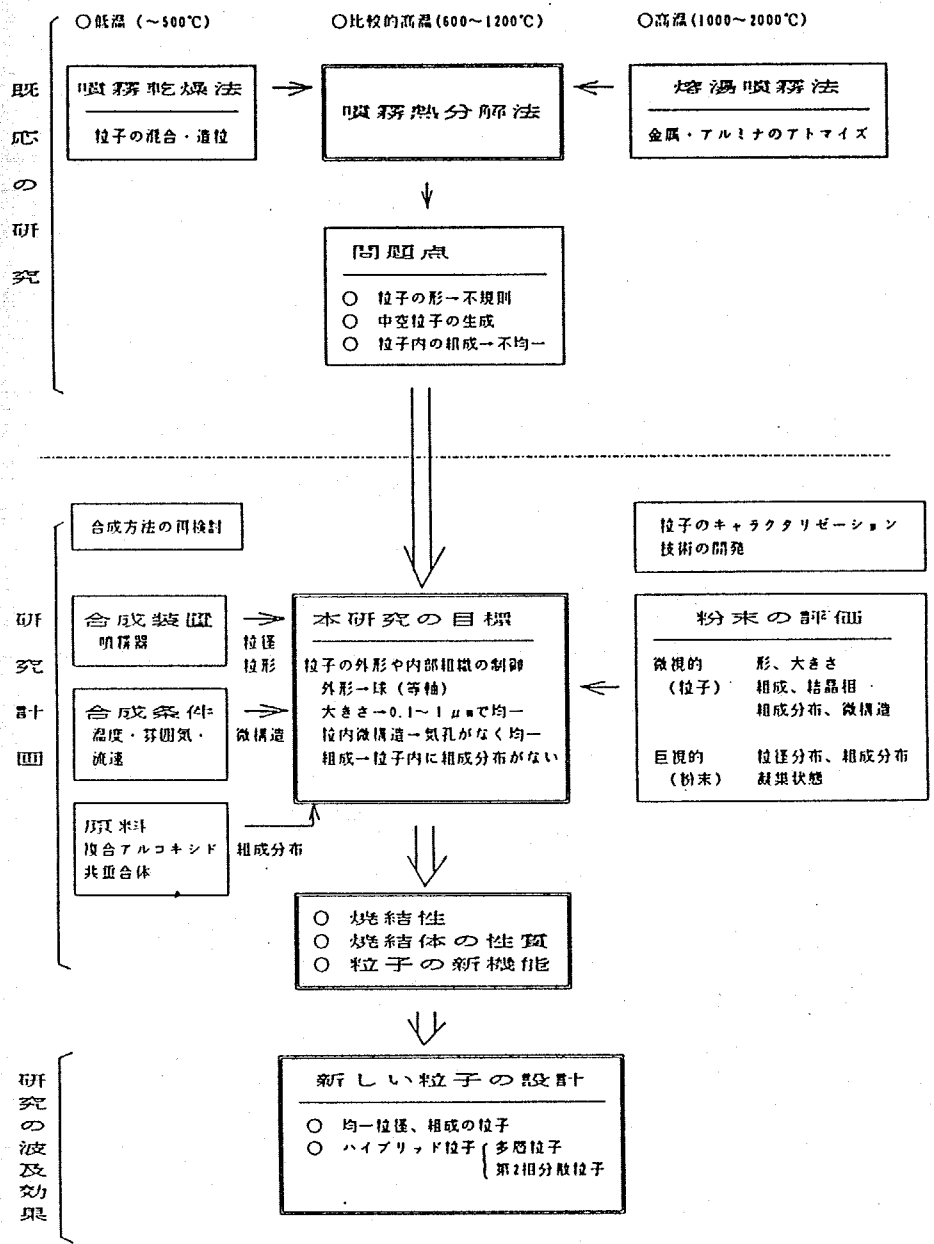 ○低温(~500℃)
○比較的高温(600~1200℃)
○高温(1000~2000℃)
既応の研究
噴霧乾燥法
粒子の混合・造粒
噴霧熱分解法
熔湯噴霧法
金属・アルミナのアトマイズ
問題点
○ 粒子の形→不規則
○ 中空粒子の生成
○ 粒子内の組成→不均一
研究計画
合成方法の再検討
粒子のキャラクタリゼーション
技術の開発
合成装置
噴霧器
粒径
粒形
合成条件
温度・雰囲気・
流速
微構造
原料
複合アルコキシド
共重合体
組成分布
本研究の目標
粒子の外形や内部組織の制御
外形→球(等軸)
大きさ→0.1~1μmで均一
粒内微構造→気孔がなく均一
組成→粒子内に組成分布がない
粉末の評価
微視的 形、大きさ
(粒子) 組成、結晶相
組成分布、微構造
巨視的 粒径分布、組成分布
(粉末) 凝集状態
○ 焼結性
○ 焼結体の性質
○ 粒子の新機能
研究の波及効果
新しい粒子の設計
○ 均一粒径、組成の粒子
○ ハイブリッド粒子{多層粒子
第2相分散粒子